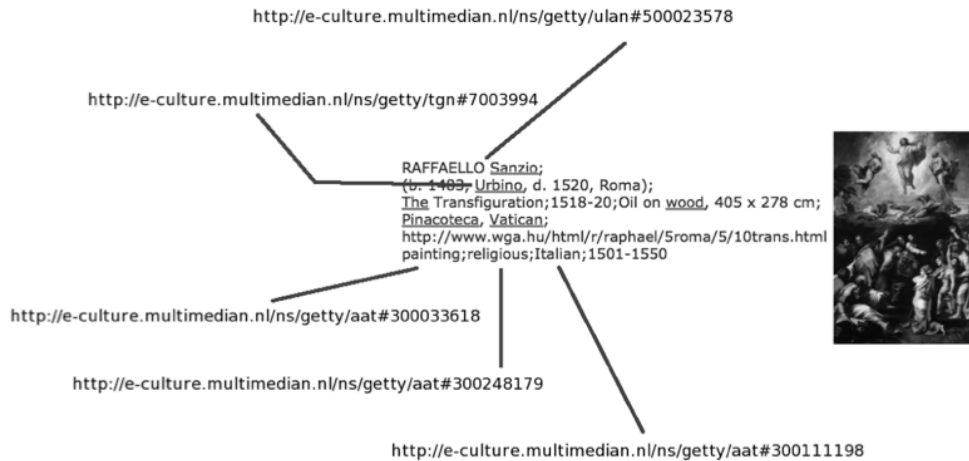 http://e-culture.multimedian.nl/ns/getty/ulan#500023578
http://e-culture.multimedian.nl/ns/getty/tgn#7003994
RAFFAELLO Sanzio;
(b. 1483, Urbino, d. 1520, Roma);
The Transfiguration;1518-20;Oil on wood, 405 x 278 cm;
Pinacoteca, Vatican;
http://www.wga.hu/html/r/raphael/5roma/5/10trans.html
painting;religious;Italian;1501-1550
http://e-culture.multimedian.nl/ns/getty/aat#300033618
http://e-culture.multimedian.nl/ns/getty/aat#300248179
http://e-culture.multimedian.nl/ns/getty/aat#300111198